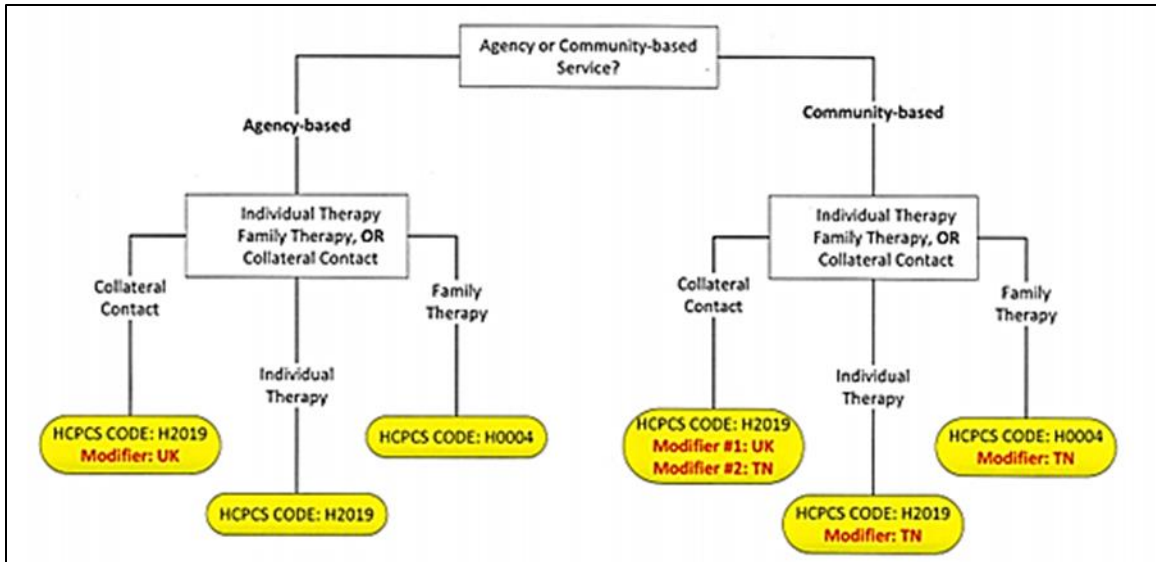 Agency or Community-based
Service?
Agency-based
Community-based
Individual Therapy
Family Therapy, OR
Collateral Contact
Individual Therapy
Family Therapy, OR
Collateral Contact
Collateral
Contact
Individual
Therapy
Family
Therapy
Collateral
Contact
Individual
Therapy
Family
Therapy
HCPCS CODE: H2019
Modifier: UK
HCPCS CODE: H2019
HCPCS CODE: H0004
HCPCS CODE: H2019
Modifier #1: UK
Modifier #2: TN
HCPCS CODE: H2019
Modifier: TN
HCPCS CODE: H0004
Modifier: TN